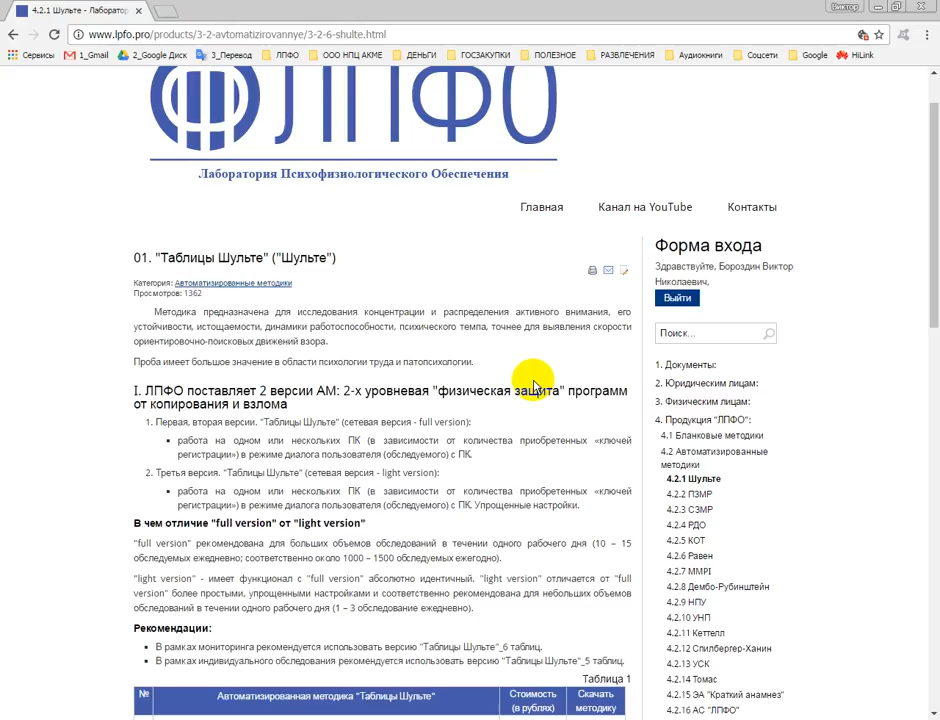 4.2.1 Шульте - Лаборатор
Виктор
www.lpfo.pro/products/3-2-avtomatizirovannye/3-2-6-shulte.html
Сервисы 1_Gmail 2_Google Диск 3_Перевод ЛПФО ООО НПЦ АКМЕ ДЕНЬГИ ГОСЗАКУПКИ ПОЛЕЗНОЕ РАЗВЛЕЧЕНИЯ Аудиокниги Соцсети Google HiLink
ЛПФО
Лаборатория Психофизиологического Обеспечения
Главная Канал на YouTube Контакты
01. "Таблицы Шульте" ("Шульте")
Категория: Автоматизированные методики
Просмотров: 1362
Методика предназначена для исследования концентрации и распределения активного внимания, его
устойчивости, истощаемости, динамики работоспособности, психического темпа, точнее для выявления скорости
ориентировочно-поисковых движений взора.
Проба имеет большое значение в области психологии труда и патопсихологии.
I. ЛПФО поставляет 2 версии АМ: 2-х уровневая "физическая защита" программ
от копирования и взлома
1. Первая, вторая версии. "Таблицы Шульте" (сетевая версия - full version):
работа на одном или нескольких ПК (в зависимости от количества приобретенных «ключей
регистрации») в режиме диалога пользователя (обследуемого) с ПК.
2. Третья версия. "Таблицы Шульте" (сетевая версия - light version):
работа на одном или нескольких ПК (в зависимости от количества приобретенных «ключей
регистрации») в режиме диалога пользователя (обследуемого) с ПК. Упрощенные настройки.
В чем отличие "full version" от "light version"
"full version" рекомендована для больших объемов обследований в течении одного рабочего дня (10 – 15
обследуемых ежедневно; соответственно около 1000 – 1500 обследуемых ежегодно).
"light version" - имеет функционал с "full version" абсолютно идентичный. "light version" отличается от "full
version" более простыми, упрощенными настройками и соответственно рекомендована для небольших объемов
обследований в течении одного рабочего дня (1 – 3 обследование ежедневно).
Рекомендации:
В рамках мониторинга рекомендуется использовать версию "Таблицы Шульте"_6 таблиц.
В рамках индивидуального обследования рекомендуется использовать версию "Таблицы Шульте"_5 таблиц.
Таблица 1
№ Автоматизированная методика "Таблицы Шульте" Стоимость (в рублях) Скачать методику
Форма входа
Здравствуйте, Бороздин Виктор
Николаевич,
Выйти
Поиск...
1. Документы:
2. Юридическим лицам:
3. Физическим лицам:
4. Продукция "ЛПФО":
4.1 Бланковые методики
4.2 Автоматизированные
методики
4.2.1 Шульте
4.2.2 ПЗМР
4.2.3 СЗМР
4.2.4 РДО
4.2.5 КОТ
4.2.6 Равен
4.2.7 MMPI
4.2.8 Дембо-Рубинштейн
4.2.9 НПУ
4.2.10 УНП
4.2.11 Кеттелл
4.2.12 Спилбергер-Ханин
4.2.13 УСК
4.2.14 Томас
4.2.15 ЭА "Краткий анамнез"
4.2.16 АС "ЛПФО"